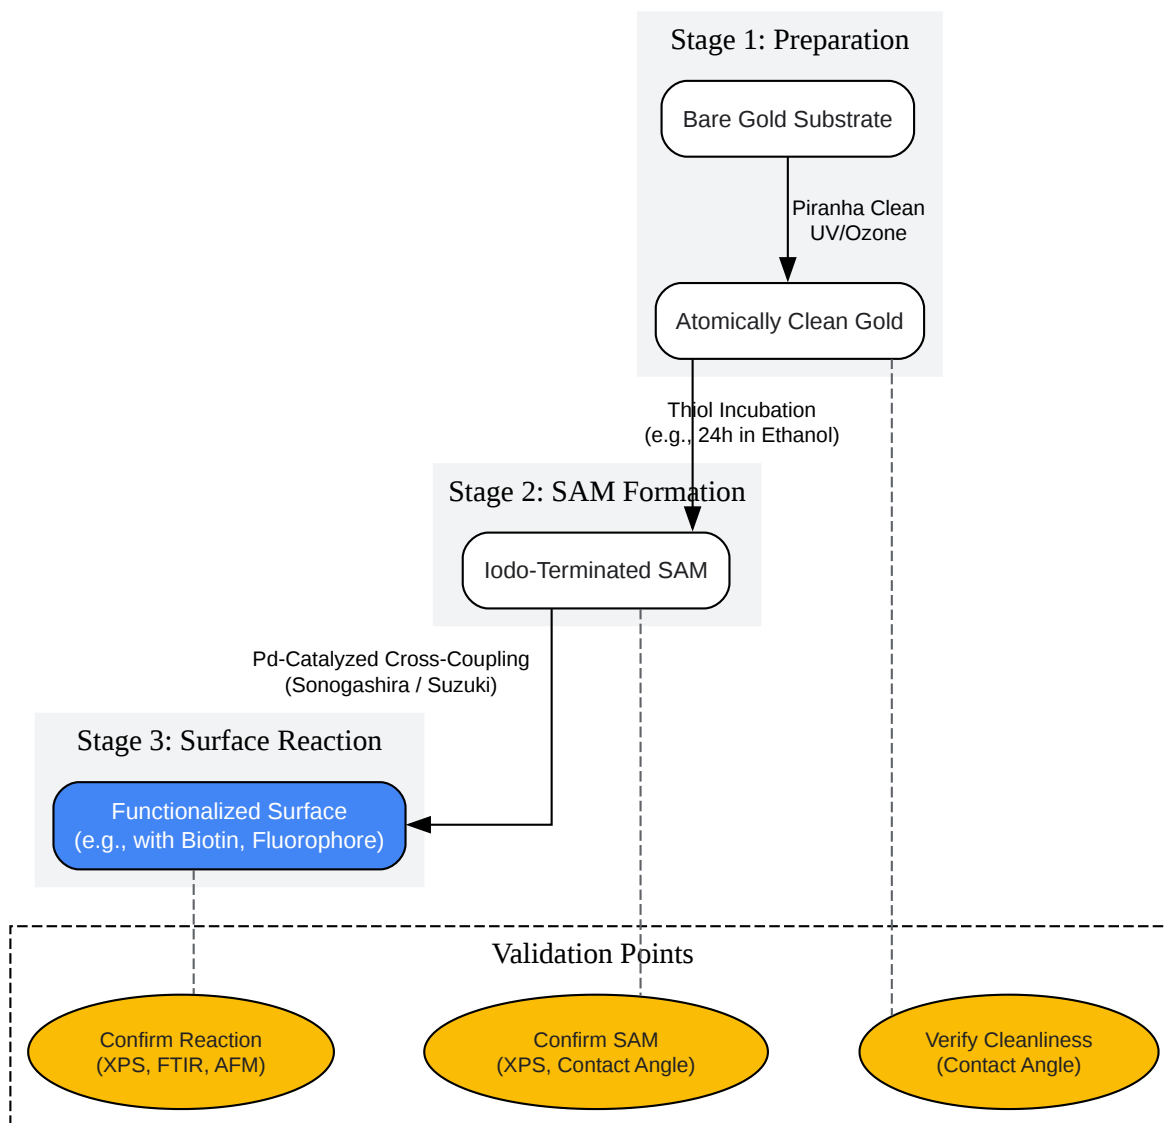 Stage 1: Preparation
Bare Gold Substrate
Piranha Clean
UV/Ozone
Atomically Clean Gold
Thiol Incubation
(e.g., 24h in Ethanol)
Stage 2: SAM Formation
Iodo-Terminated SAM
Pd-Catalyzed Cross-Coupling
(Sonogashira / Suzuki)
Stage 3: Surface Reaction
Functionalized Surface
(e.g., with Biotin, Fluorophore)
Validation Points
Confirm Reaction
(XPS, FTIR, AFM)
Confirm SAM
(XPS, Contact Angle)
Verify Cleanliness
(Contact Angle)